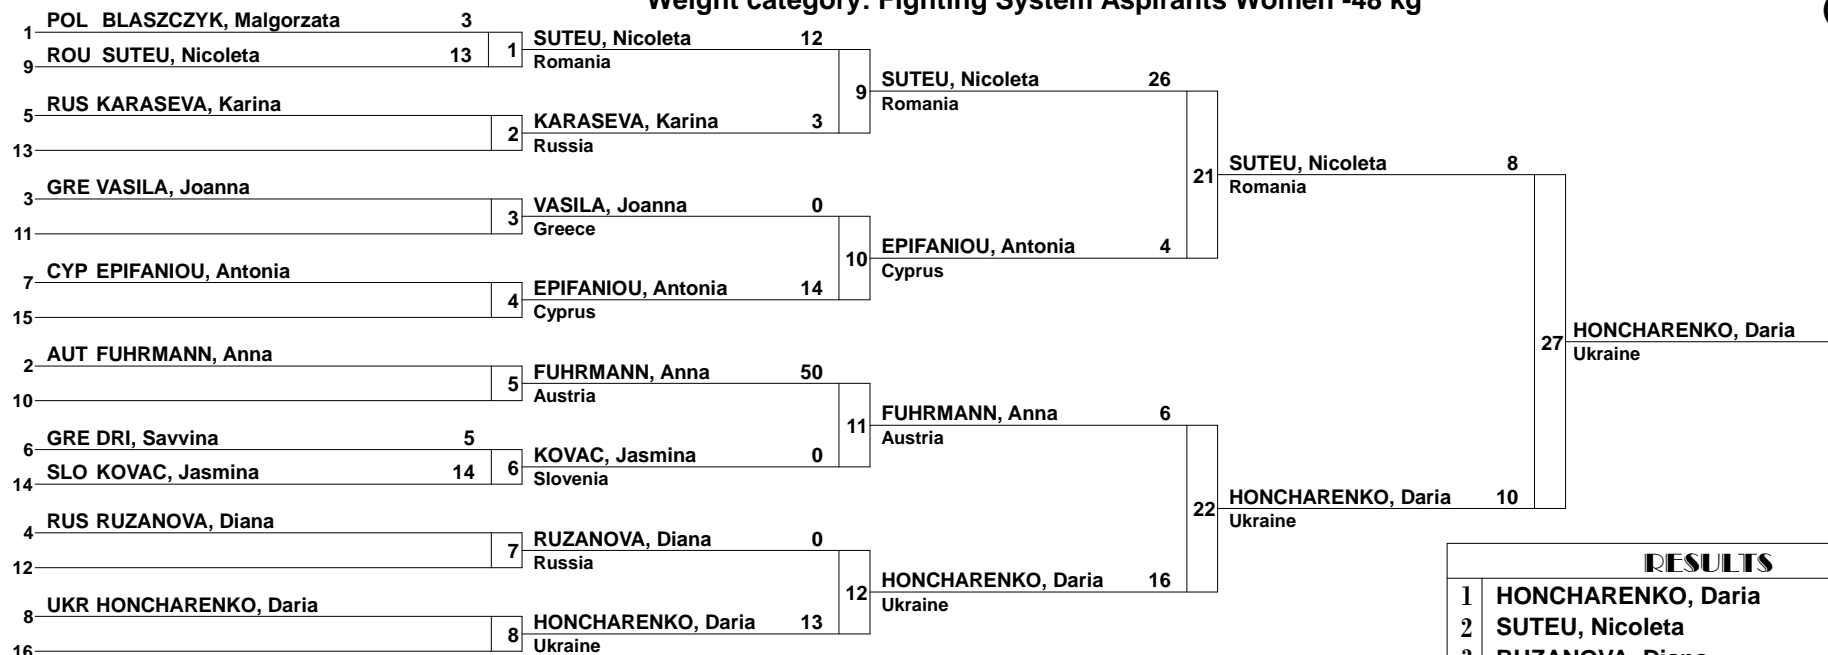 Weight category: Fighting System Aspirants Women -48 kg
1 POL BLASZCZYK, Malgorzata 3
9 ROU SUTEU, Nicoleta 13
1
5 RUS KARASEVA, Karina
13
2
3 GRE VASILA, Joanna
11
3
7 CYP EPIFANIOU, Antonia
15
4
2 AUT FUHRMANN, Anna
10
5
6 GRE DRI, Savvina 5
14 SLO KOVAC, Jasmina 14
6
4 RUS RUZANOVA, Diana
12
7
8 UKR HONCHARENKO, Daria
16
8
SUTEU, Nicoleta 12
Romania
9
KARASEVA, Karina 3
Russia
VASILA, Joanna 0
Greece
10
EPIFANIOU, Antonia 14
Cyprus
FUHRMANN, Anna 50
Austria
11
KOVAC, Jasmina 0
Slovenia
RUZANOVA, Diana 0
Russia
12
HONCHARENKO, Daria 13
Ukraine
SUTEU, Nicoleta 26
Romania
21
EPIFANIOU, Antonia 4
Cyprus
FUHRMANN, Anna 6
Austria
22
HONCHARENKO, Daria 16
Ukraine
SUTEU, Nicoleta 8
Romania
27
HONCHARENKO, Daria 10
Ukraine
HONCHARENKO, Daria
Ukraine
RESULTS
1 HONCHARENKO, Daria
2 SUTEU, Nicoleta
3 RUZANOVA, Diana